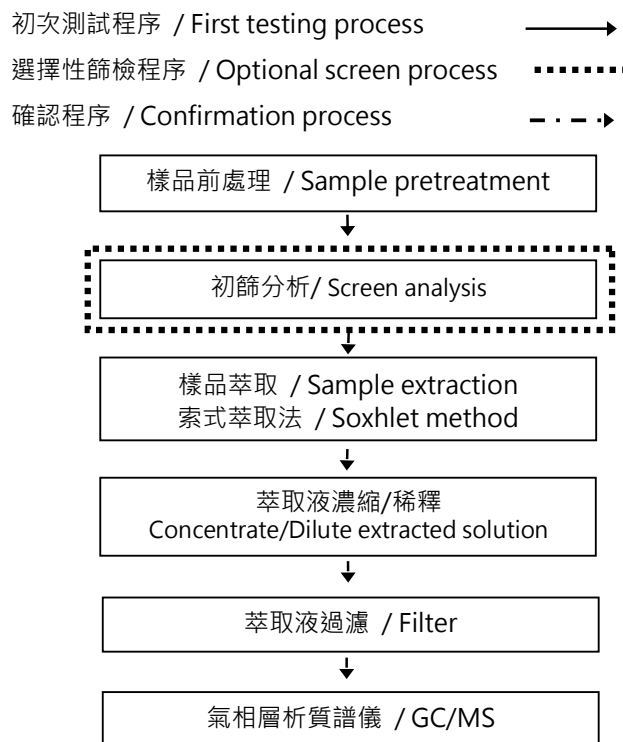 初次測試程序 / First testing process
選擇性篩檢程序 / Optional screen process
確認程序 / Confirmation process
樣品前處理 / Sample pretreatment
初篩分析/ Screen analysis
樣品萃取 / Sample extraction
索式萃取法 / Soxhlet method
萃取液濃縮/稀釋
Concentrate/Dilute extracted solution
萃取液過濾 / Filter
氣相層析質譜儀 / GC/MS